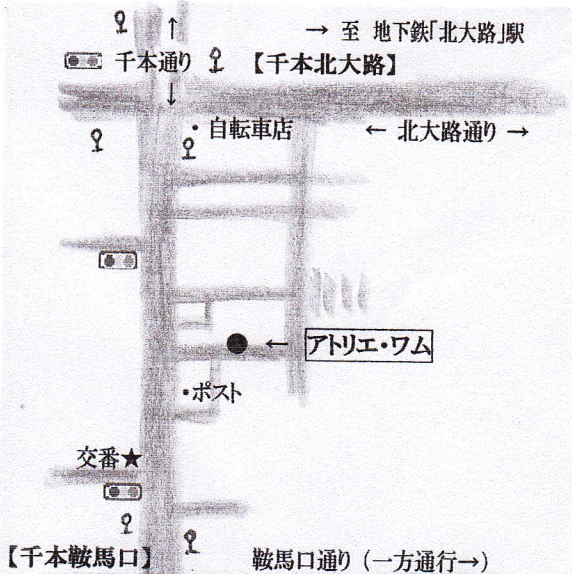 → 至 地下鉄「北大路」駅
千本通り
【千本北大路】
・自転車店
← 北大路通り →
← アトリエ・ワム
・ポスト
交番★
【千本鞍馬口】
鞍馬口通り（一方通行→）